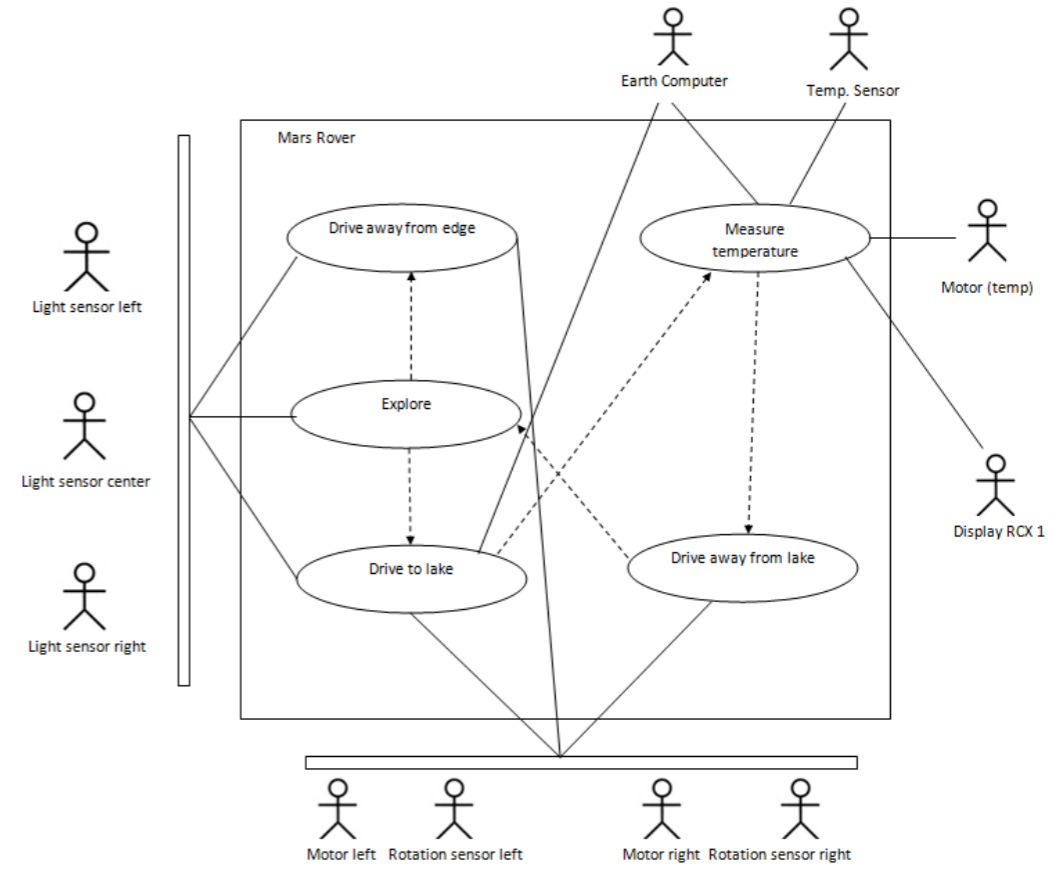 Earth Computer
Temp. Sensor
Mars Rover
Drive away from edge
Measure
temperature
Light sensor left
Motor (temp)
Explore
Light sensor center
Display RCX 1
Drive to lake
Drive away from lake
Light sensor right
Motor left
Rotation sensor left
Motor right
Rotation sensor right